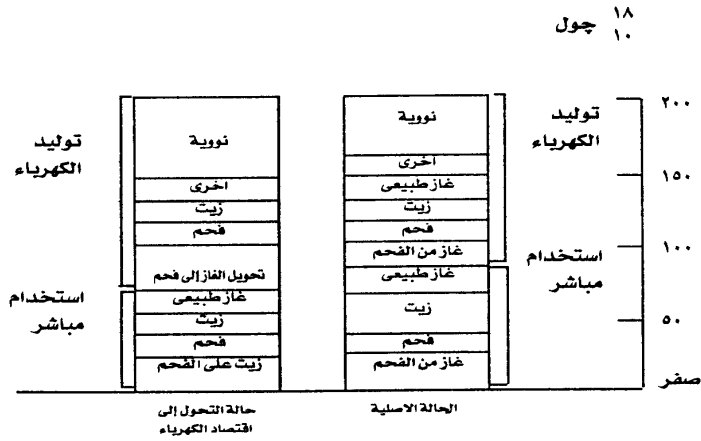 ١٨
١٠ چول
٢٠٠
١٥٠
١٠٠
٥٠
صفر
توليد
الكهرباء
استخدام
مباشر
نووية
اخرى
غاز طبيعى
زيت
فحم
غاز من الفحم
غاز طبيعى
زيت
فحم
غاز من الفحم
الحالة الاصلية
نووية
اخرى
زيت
فحم
تحويل الغاز إلى فحم
غاز طبيعى
زيت
فحم
زيت على الفحم
حالة التحول إلى
اقتصاد الكهرباء
توليد
الكهرباء
استخدام
مباشر